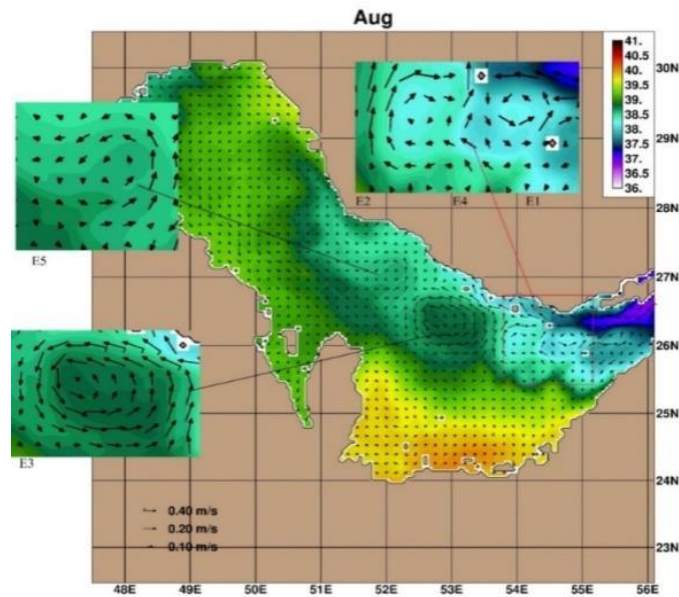 Aug
41.
40.5
40.
39.5
39.
38.5
38.
37.5
37.
36.5
36.
30N
29N
28N
27N
26N
25N
24N
23N
E5
E2 E4 E1
E3
0.40 m/s
0.20 m/s
0.10 m/s
48E 49E 50E 51E 52E 53E 54E 55E 56E